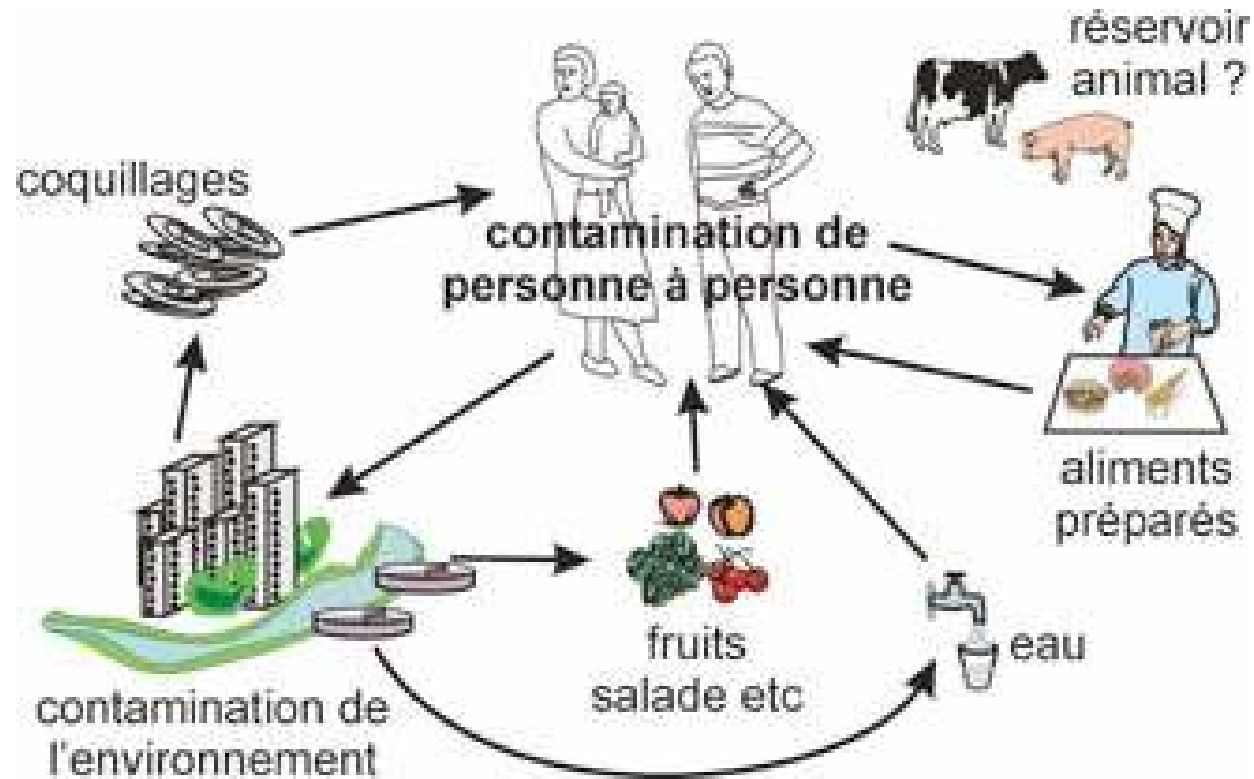 réservoir
animal ?
coquillages
contamination de
personne à personne
aliments
préparés
fruits
salade etc
eau
contamination de
l'environnement